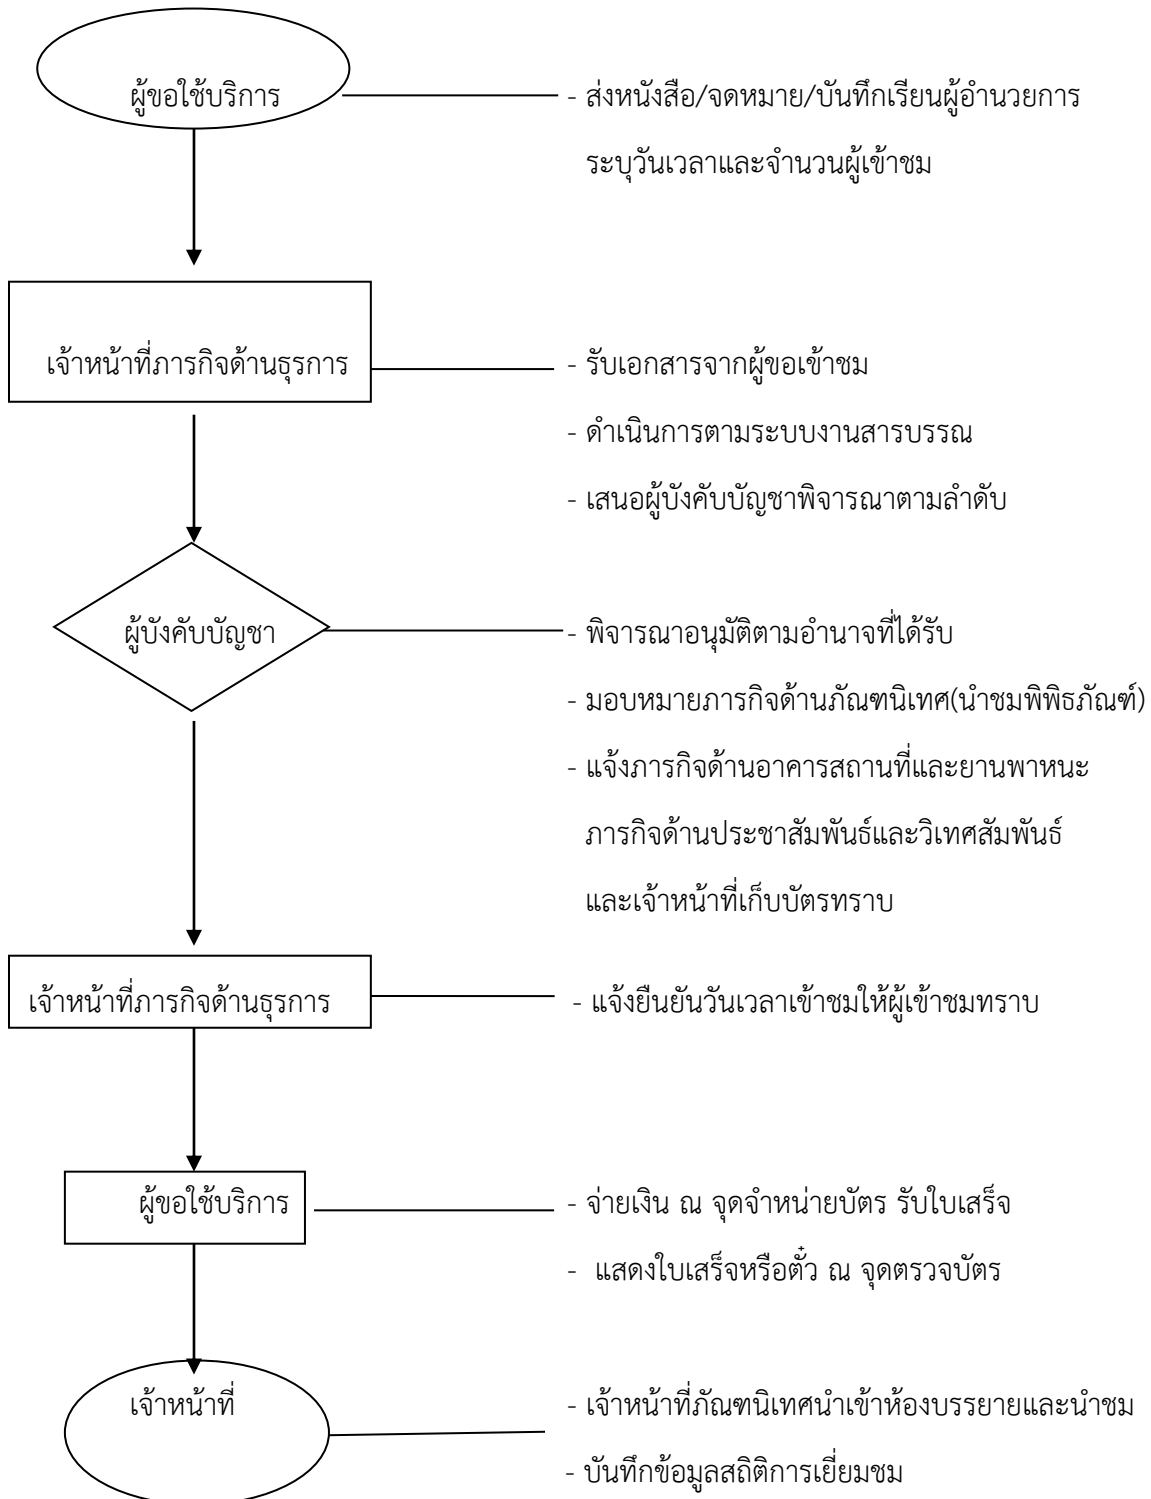 ผู้ขอใช้บริการ
- ส่งหนังสือ/จดหมาย/บันทึกเรียนผู้อำนวยการ
ระบุวันเวลาและจำนวนผู้เข้าชม
เจ้าหน้าที่ภารกิจด้านธุรการ
- รับเอกสารจากผู้ขอเข้าชม
- ดำเนินการตามระบบงานสารบรรณ
- เสนอผู้บังคับบัญชาพิจารณาตามลำดับ
ผู้บังคับบัญชา
- พิจารณาอนุมัติตามอำนาจที่ได้รับ
- มอบหมายภารกิจด้านภัณฑนิเทศ(นำชมพิพิธภัณฑ์)
- แจ้งภารกิจด้านอาคารสถานที่และยานพาหนะ
ภารกิจด้านประชาสัมพันธ์และวิเทศสัมพันธ์
และเจ้าหน้าที่เก็บบัตรทราบ
เจ้าหน้าที่ภารกิจด้านธุรการ
- แจ้งยืนยันวันเวลาเข้าชมให้ผู้เข้าชมทราบ
ผู้ขอใช้บริการ
- จ่ายเงิน ณ จุดจำหน่ายบัตร รับใบเสร็จ
- แสดงใบเสร็จหรือตั๋ว ณ จุดตรวจบัตร
เจ้าหน้าที่
- เจ้าหน้าที่ภัณฑนิเทศนำเข้าห้องบรรยายและนำชม
- บันทึกข้อมูลสถิติการเยี่ยมชม